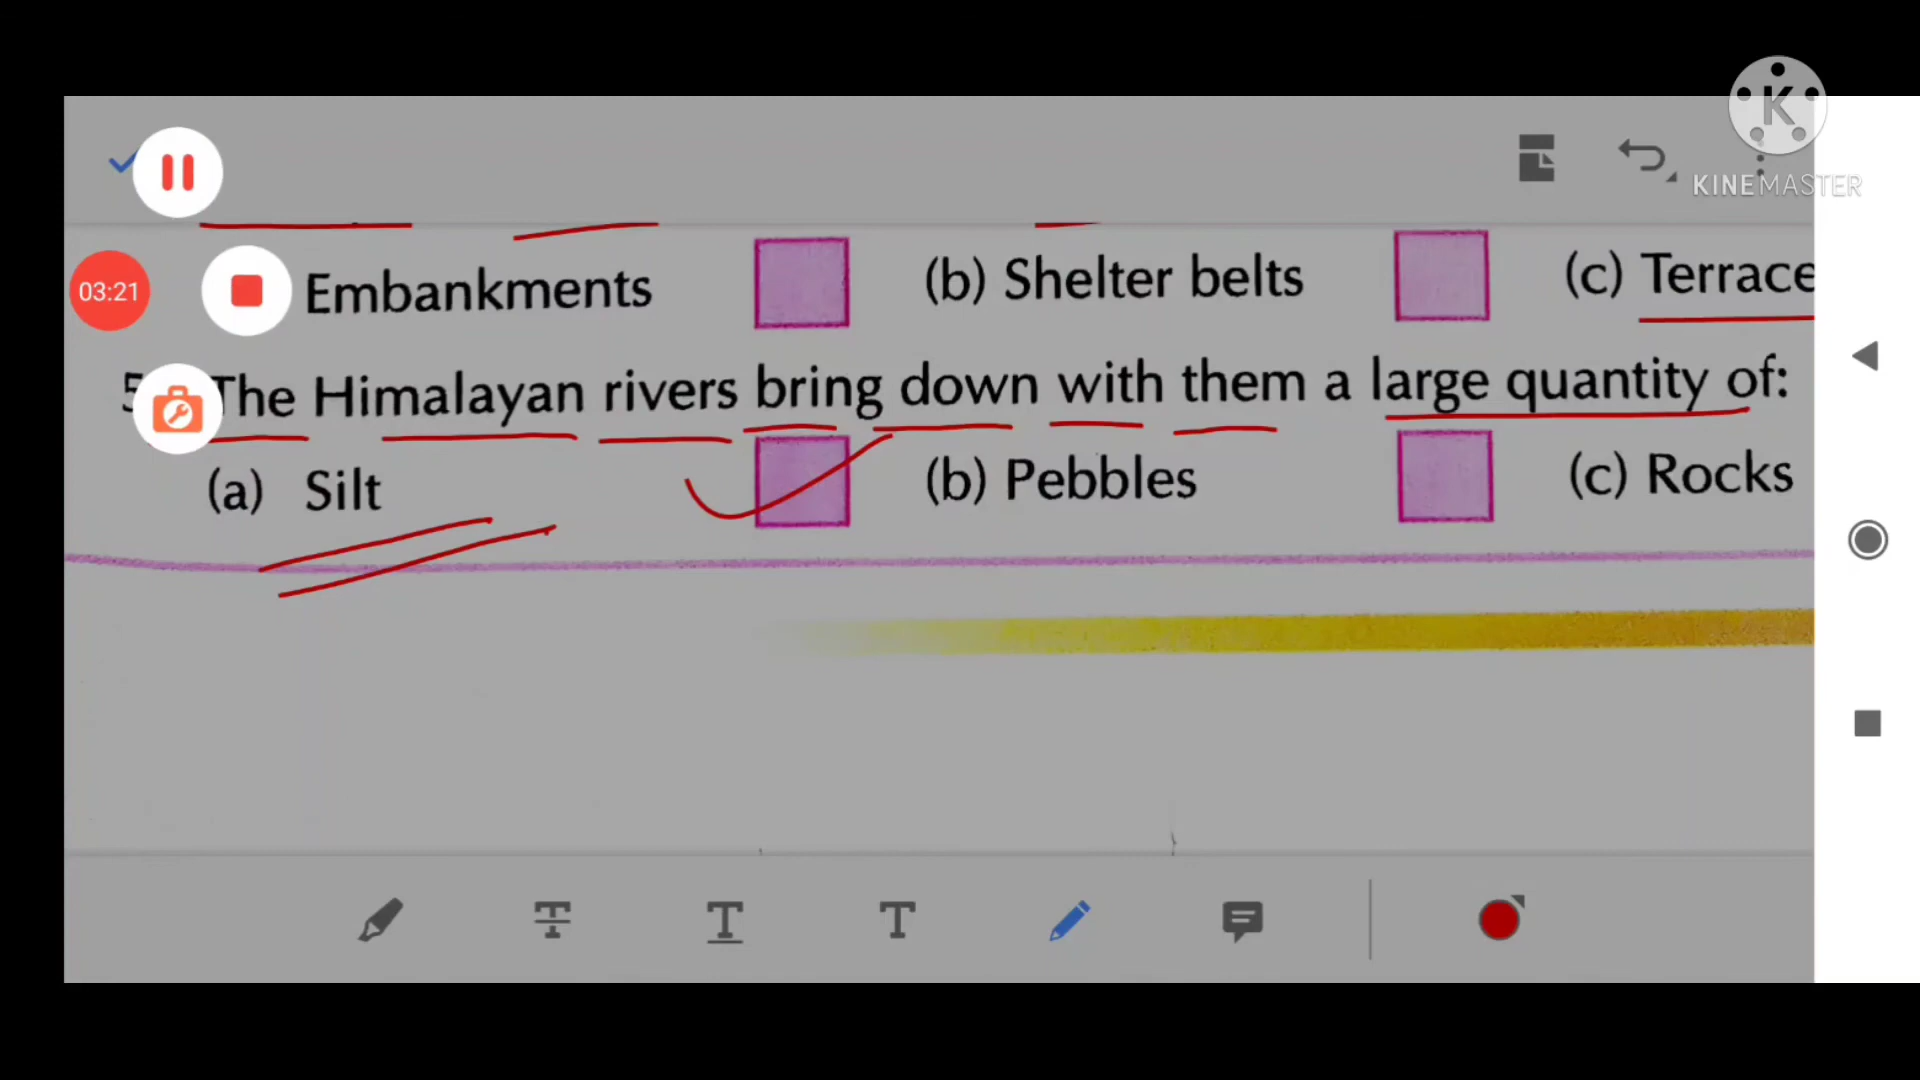 KINEMASTER
03:21
Embankments (b) Shelter belts (c) Terrace
5 The Himalayan rivers bring down with them a large quantity of:
(a) Silt (b) Pebbles (c) Rocks